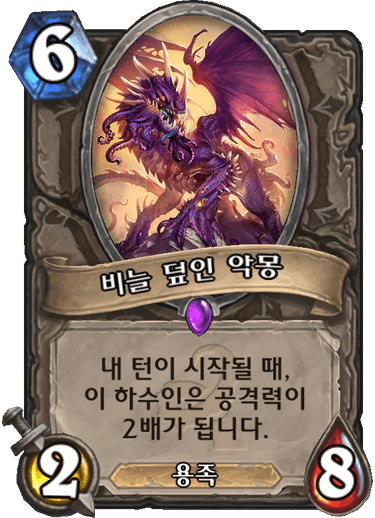 6
비늘 덮인 악몽
내 턴이 시작될 때,
이 하수인은 공격력이
2배가 됩니다.
2
용족
8